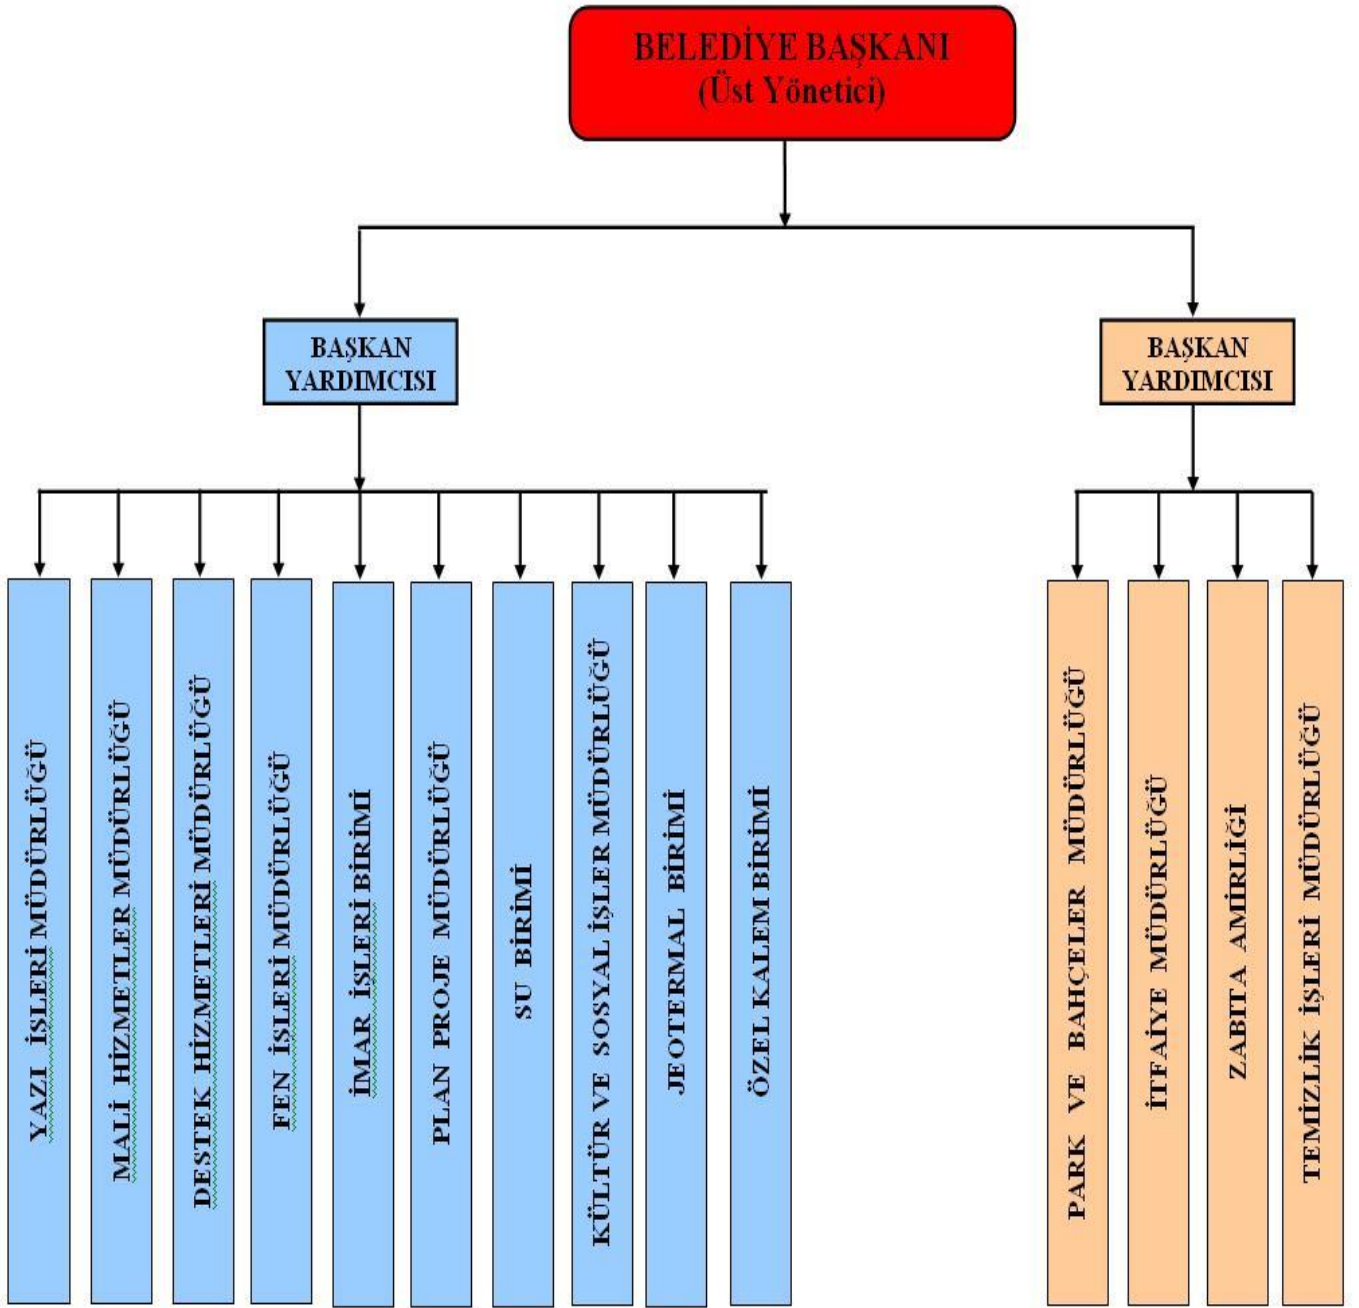 BELEDİYE BAŞKANI
(Üst Yönetici)
BAŞKAN
YARDIMCISI
BAŞKAN
YARDIMCISI
YAZI İŞLERİ MÜDÜRLÜĞÜ
MALİ HİZMETLER MÜDÜRLÜĞÜ
DESTEK HİZMETLERİ MÜDÜRLÜĞÜ
FEN İŞLERİ MÜDÜRLÜĞÜ
İMAR İŞLERİ BİRİMİ
PLAN PROJE MÜDÜRLÜĞÜ
SU BİRİMİ
KÜLTÜR VE SOSYAL İŞLER MÜDÜRLÜĞÜ
JEOTERMAL BİRİMİ
ÖZEL KALEM BİRİMİ
PARK VE BAHÇELER MÜDÜRLÜĞÜ
İTFAİYE MÜDÜRLÜĞÜ
ZABITA AMİRLİĞİ
TEMİZLİK İŞLERİ MÜDÜRLÜĞÜ